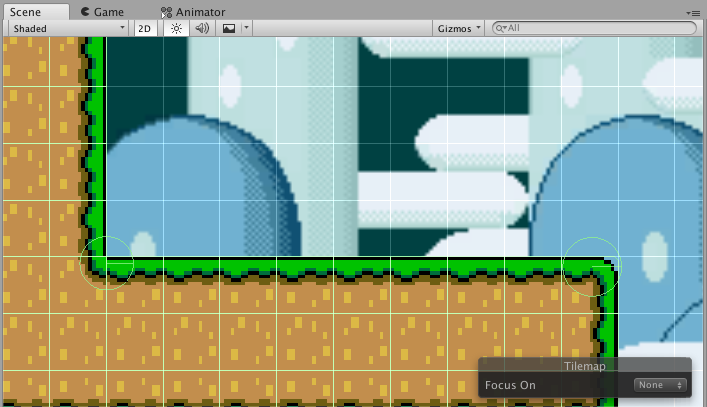 Scene Game Animator
Shaded 2D Gizmos All
Tilemap
Focus On None